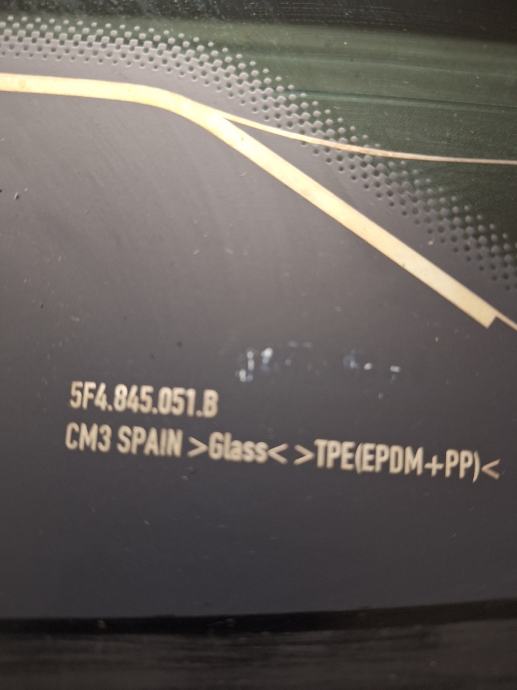 5F4.845.051.B
CM3 SPAIN >Glass< >TPE(EPDM+PP)<